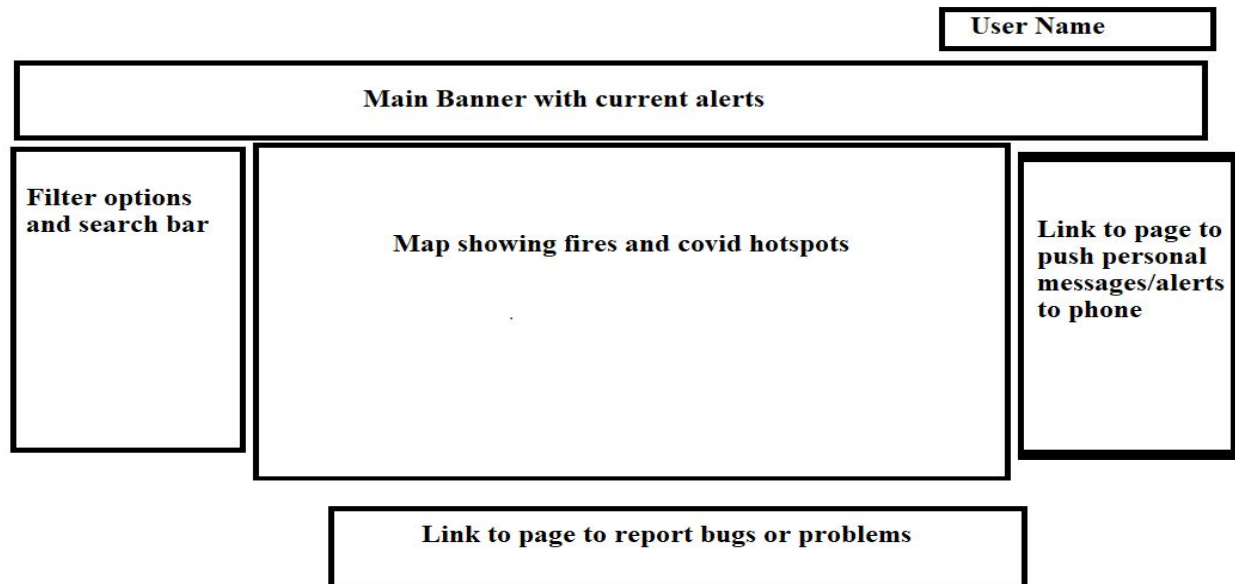 User Name
Main Banner with current alerts
Filter options
and search bar
Map showing fires and covid hotspots
Link to page to
push personal
messages/alerts
to phone
Link to page to report bugs or problems